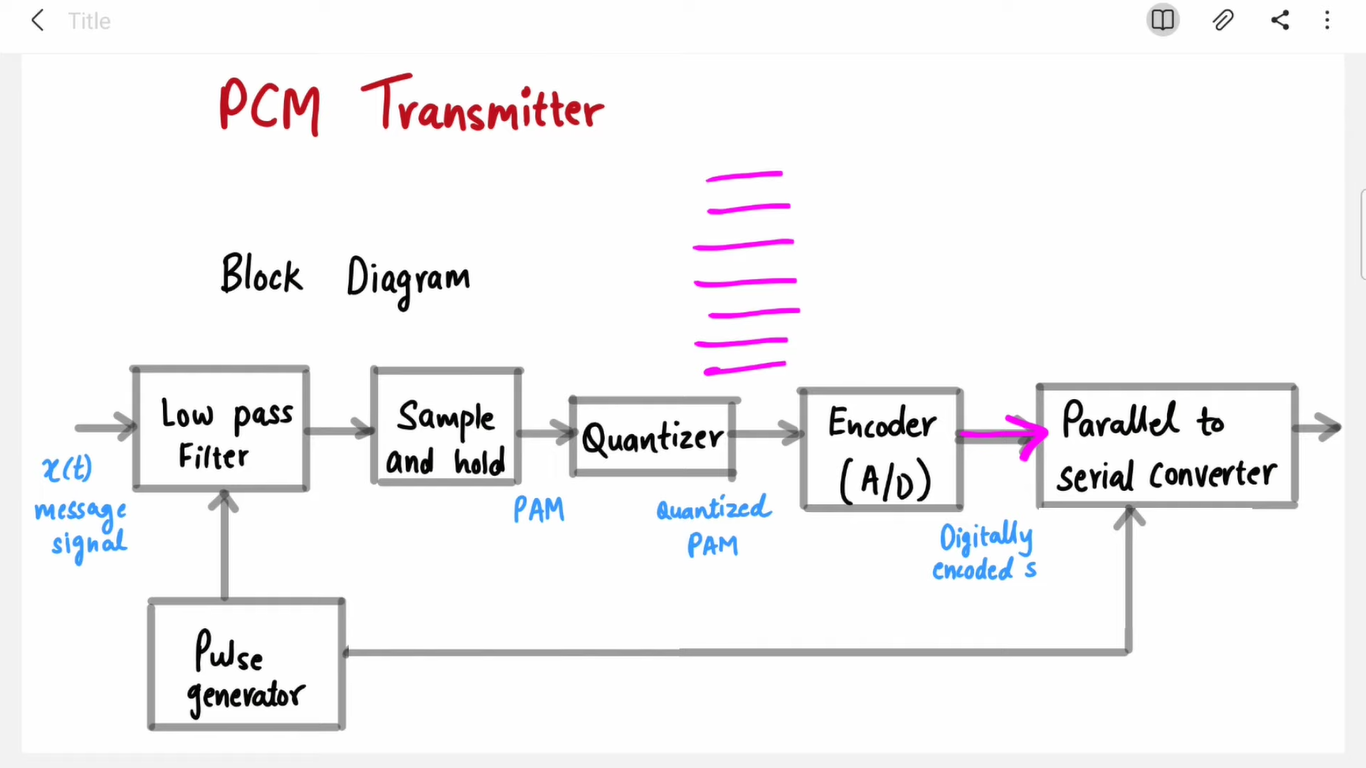 Title
PCM Transmitter
Block Diagram
Low pass
Filter
Sample
and hold
Quantizer
Encoder
(A/D)
Parallel to
serial converter
x(t)
message
signal
PAM
Quantized
PAM
Digitally
encoded s
Pulse
generator